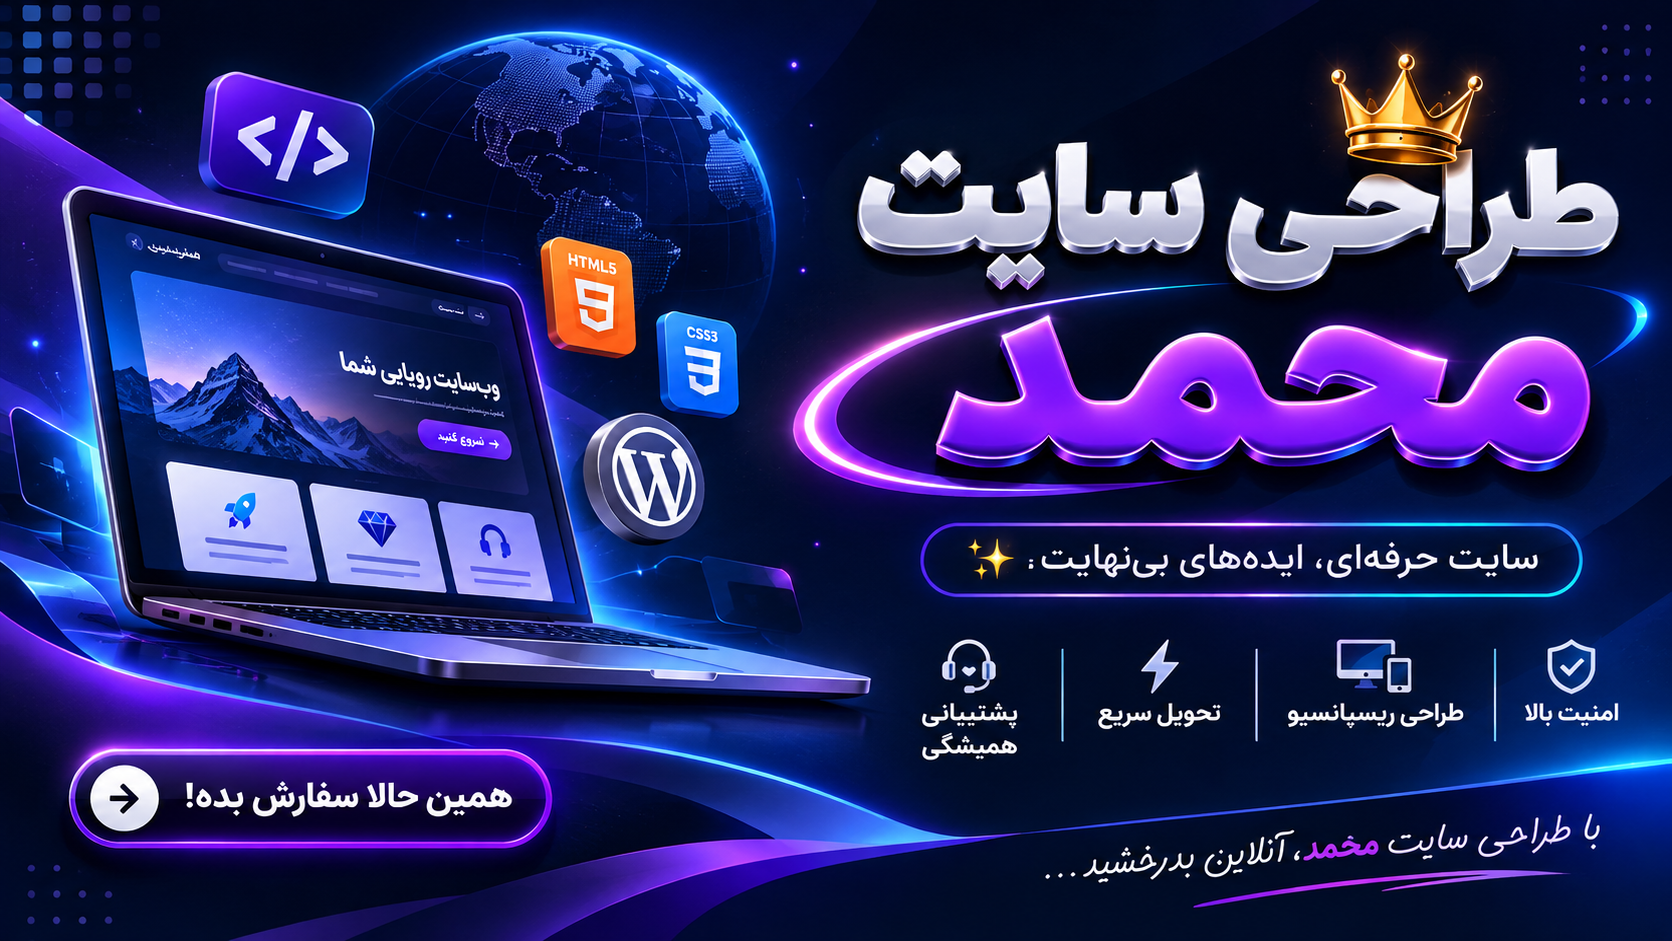 طراحی سایت
محمد
سایت حرفه‌ای، ایده‌های بی‌نهایت :
امنیت بالا
طراحی ریسپانسیو
تحویل سریع
پشتیبانی
همیشگی
با طراحی سایت مخمد، آنلاین بدرخشید ...
</>
HTML5
CSS3
وب‌سایت رویایی شما
شروع کنید
همین حالا سفارش بده!